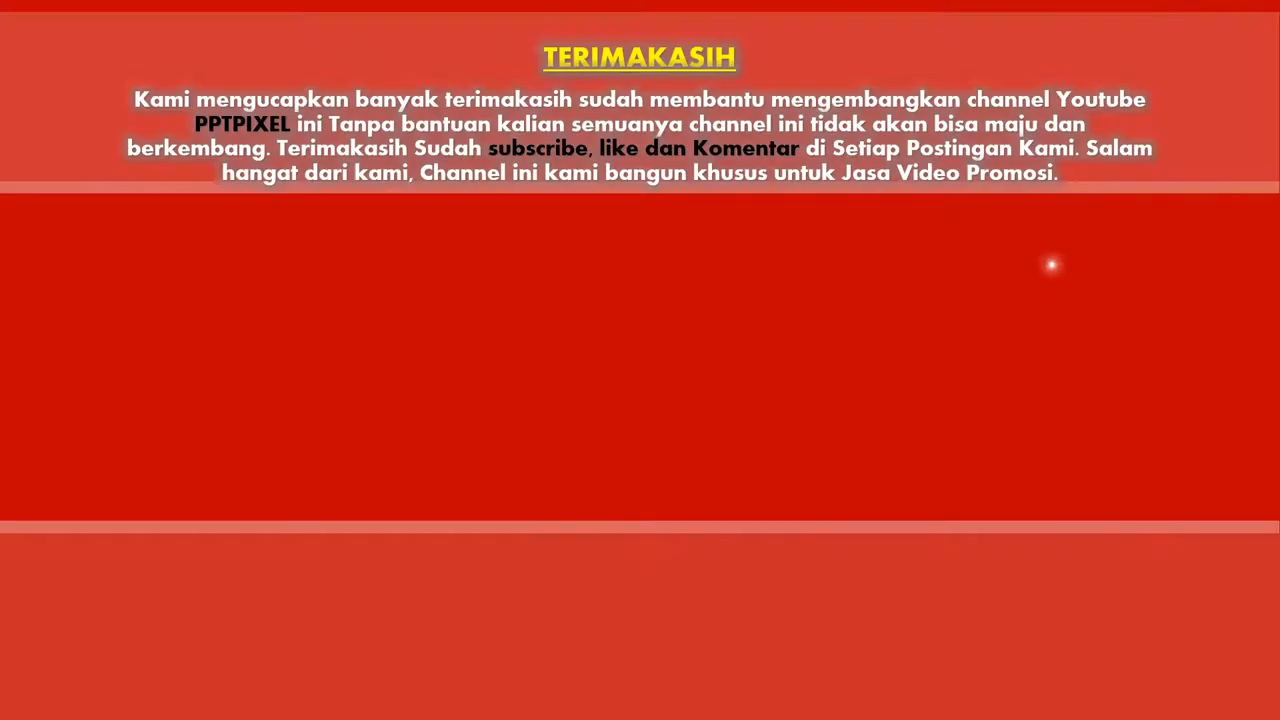 TERIMAKASIH
Kami mengucapkan banyak terimakasih sudah membantu mengembangkan channel Youtube
PPTPIXEL ini Tanpa bantuan kalian semuanya channel ini tidak akan bisa maju dan
berkembang. Terimakasih Sudah subscribe, like dan Komentar di Setiap Postingan Kami. Salam
hangat dari kami, Channel ini kami bangun khusus untuk Jasa Video Promosi.